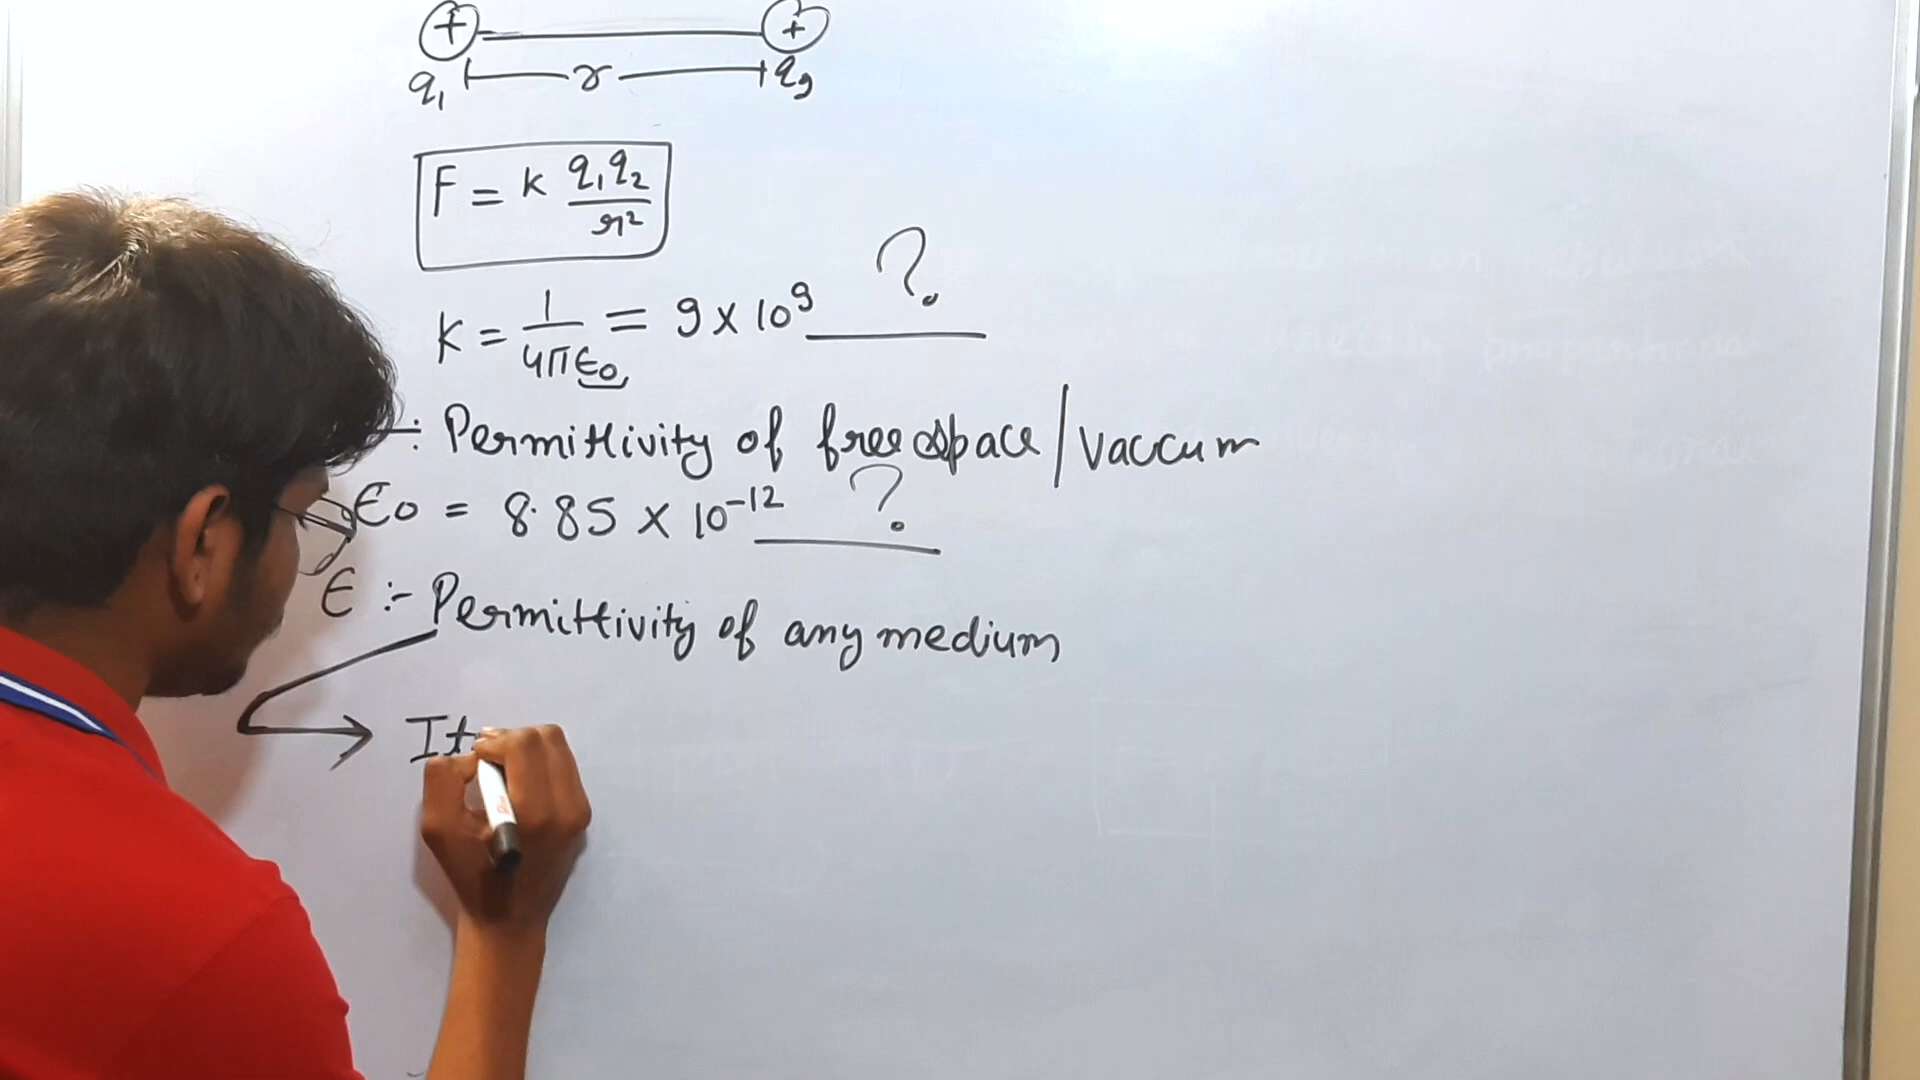 + +
q₁ r q₂
F = k q₁q₂/r²
k = 1/4πε₀ = 9 x 10⁹ ?
:- Permittivity of free space / vaccum
ε₀ = 8.85 x 10⁻¹² ?
ε :- Permittivity of any medium
→ It